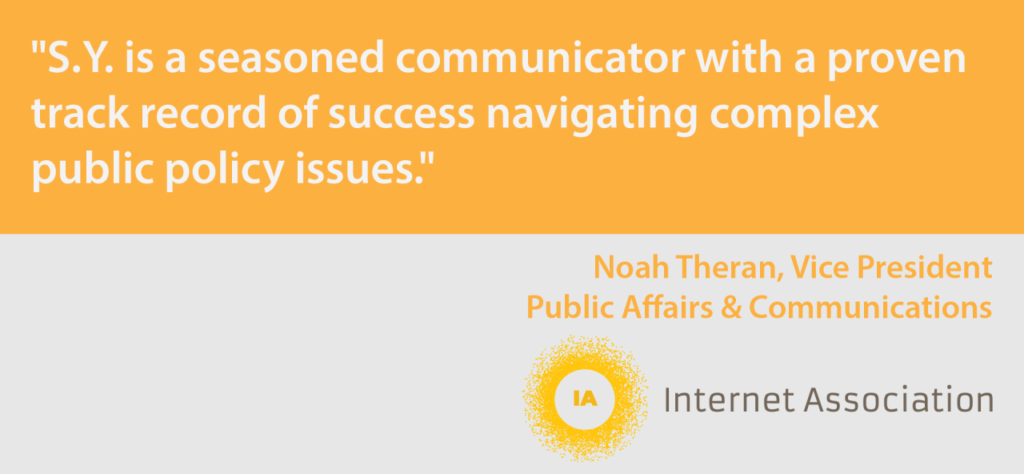 "S.Y. is a seasoned communicator with a proven
track record of success navigating complex
public policy issues."
Noah Theran, Vice President
Public Affairs & Communications
IA
Internet Association